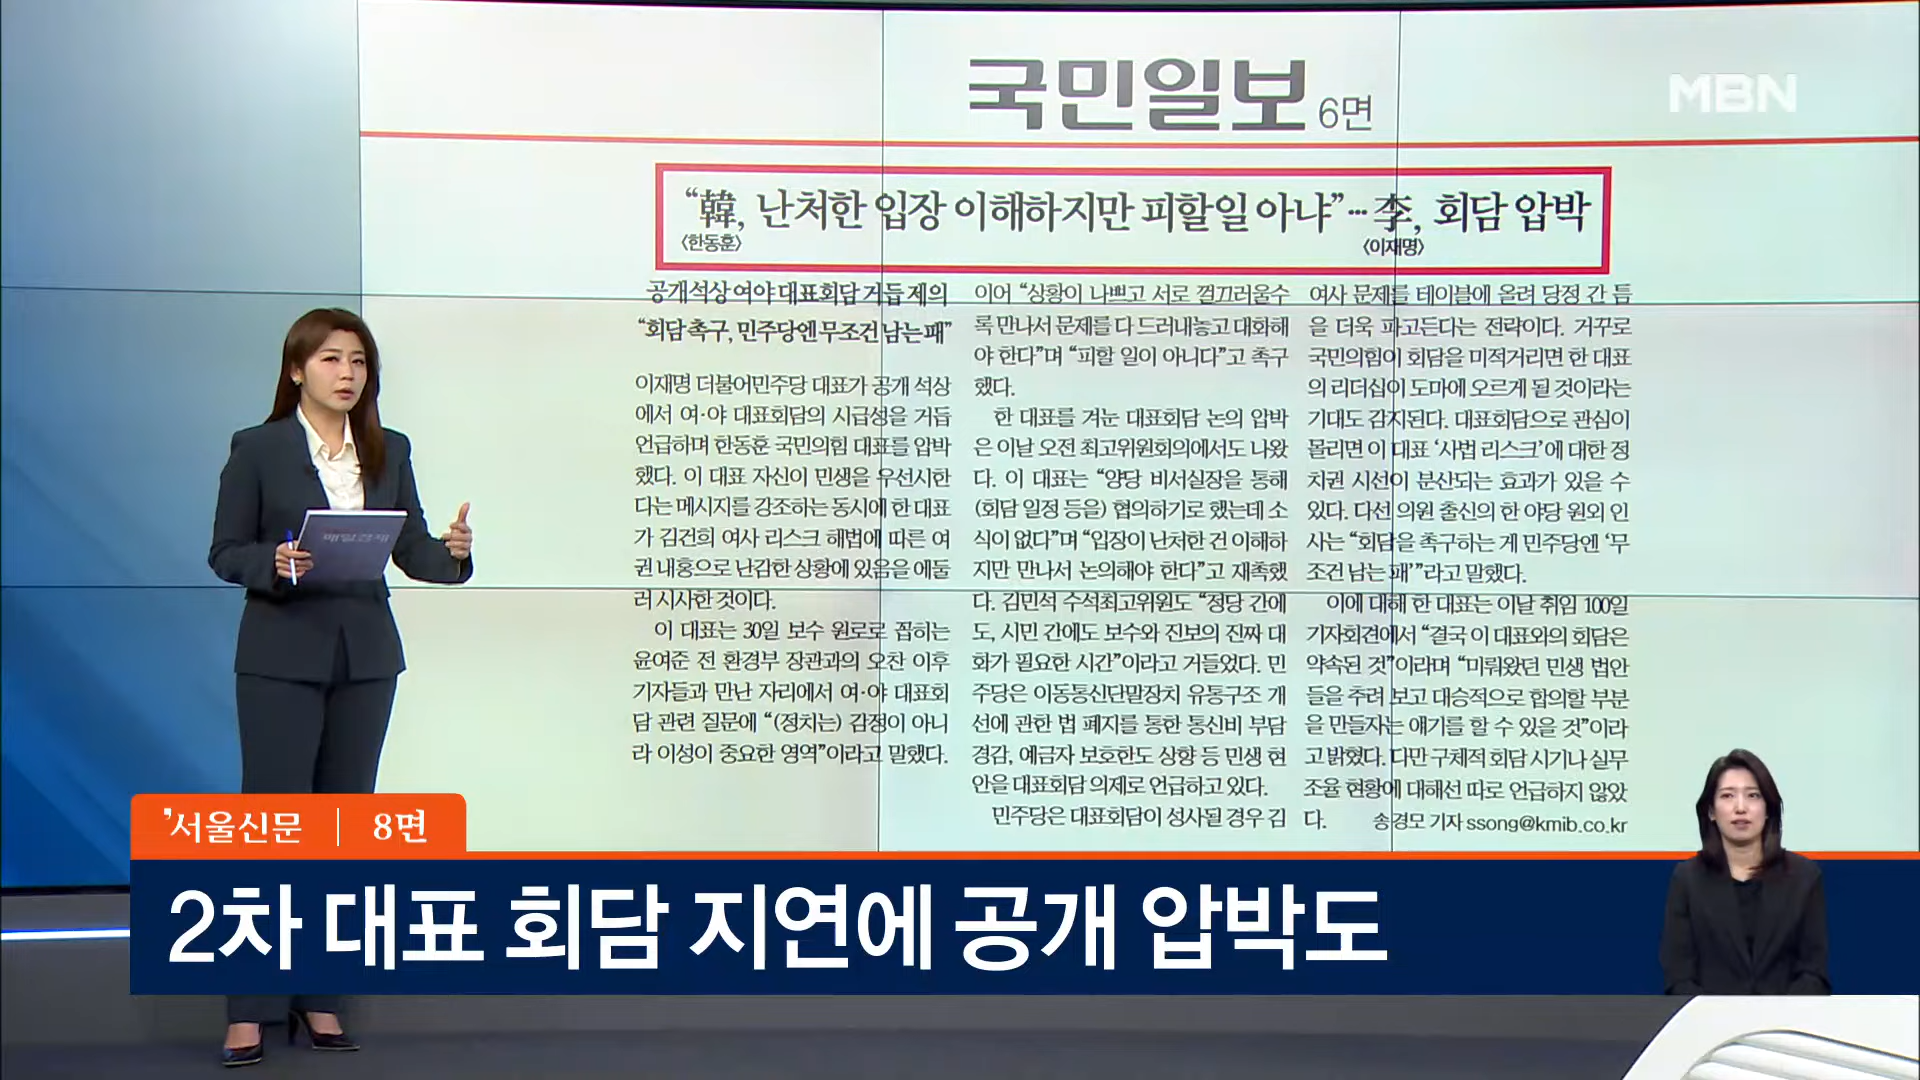 국민일보 6면
MBN
“韓, 난처한 입장 이해하지만 피할일 아냐”…李, 회담 압박
〈한동훈〉 〈이재명〉
공개석상 여야 대표회담 거듭 제의
“회담 촉구, 민주당엔 무조건 남는 패”
이재명 더불어민주당 대표가 공개 석상
에서 여·야 대표회담의 시급성을 거듭
언급하며 한동훈 국민의힘 대표를 압박
했다. 이 대표 자신이 민생을 우선시한
다는 메시지를 강조하는 동시에 한 대표
가 김건희 여사 리스크 해법에 따른 여
권 내홍으로 난감한 상황에 있음을 에둘
러 시사한 것이다.
이 대표는 30일 보수 원로로 꼽히는
윤여준 전 환경부 장관과의 오찬 이후
기자들과 만난 자리에서 여·야 대표회
담 관련 질문에 “(정치는) 감정이 아니
라 이성이 중요한 영역”이라고 말했다.
이어 “상황이 나쁘고 서로 껄끄러울수
록 만나서 문제를 다 드러내놓고 대화해
야 한다”며 “피할 일이 아니다”고 촉구
했다.
한 대표를 겨눈 대표회담 논의 압박
은 이날 오전 최고위원회의에서도 나왔
다. 이 대표는 “양당 비서실장을 통해
(회담 일정 등을) 협의하기로 했는데 소
식이 없다”며 “입장이 난처한 건 이해하
지만 만나서 논의해야 한다”고 재촉했
다. 김민석 수석최고위원도 “정당 간에
도, 시민 간에도 보수와 진보의 진짜 대
화가 필요한 시간”이라고 거들었다. 민
주당은 이동통신단말장치 유통구조 개
선에 관한 법 폐지를 통한 통신비 부담
경감, 예금자 보호한도 상향 등 민생 현
안을 대표회담 의제로 언급하고 있다.
민주당은 대표회담이 성사될 경우 김
여사 문제를 테이블에 올려 당정 간 틈
을 더욱 파고든다는 전략이다. 거꾸로
국민의힘이 회담을 미적거리면 한 대표
의 리더십이 도마에 오르게 될 것이라는
기대도 감지된다. 대표회담으로 관심이
몰리면 이 대표 ‘사법 리스크’에 대한 정
치권 시선이 분산되는 효과가 있을 수
있다. 다선 의원 출신의 한 야당 원외 인
사는 “회담을 촉구하는 게 민주당엔 ‘무
조건 남는 패’”라고 말했다.
이에 대해 한 대표는 이날 취임 100일
기자회견에서 “결국 이 대표와의 회담은
약속된 것”이라며 “미뤄왔던 민생 법안
들을 추려 보고 대승적으로 합의할 부분
을 만들자는 얘기를 할 수 있을 것”이라
고 밝혔다. 다만 구체적 회담 시기나 실무
조율 현황에 대해선 따로 언급하지 않았
다. 송경모 기자 ssong@kmib.co.kr
매일경제
서울신문 | 8면
2차 대표 회담 지연에 공개 압박도